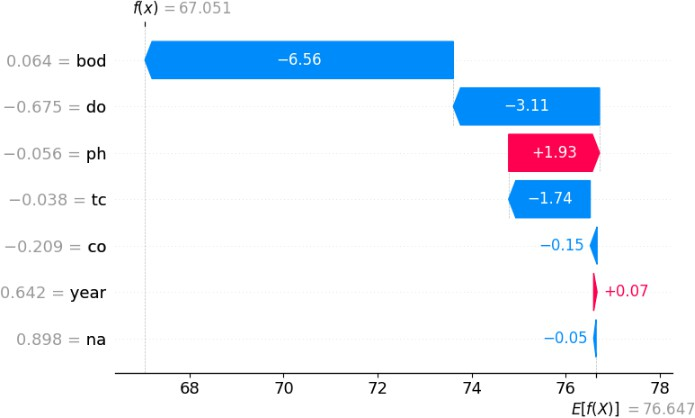 f(x) = 67.051
0.064 = bod
−6.56
−0.675 = do
−3.11
−0.056 = ph
+1.93
−0.038 = tc
−1.74
−0.209 = co
−0.15
0.642 = year
+0.07
0.898 = na
−0.05
68 70 72 74 76 78
E[f(X)] = 76.647